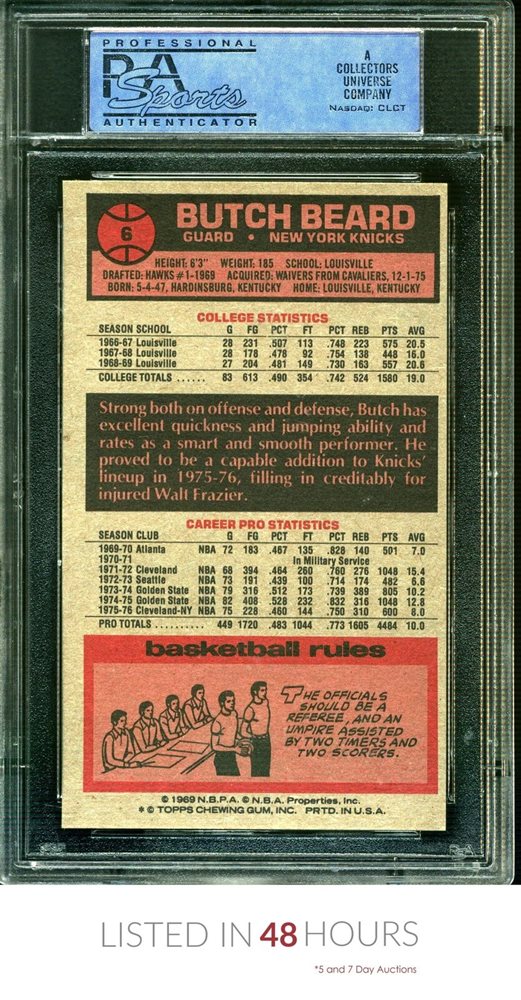 PROFESSIONAL
PSA
Sports
AUTHENTICATOR
A
COLLECTORS
UNIVERSE
COMPANY
NASDAQ: CLCT
6
BUTCH BEARD
GUARD • NEW YORK KNICKS
HEIGHT: 6'3" WEIGHT: 185 SCHOOL: LOUISVILLE
DRAFTED: HAWKS #1-1969 ACQUIRED: WAIVERS FROM CAVALIERS, 12-1-75
BORN: 5-4-47, HARDINSBURG, KENTUCKY HOME: LOUISVILLE, KENTUCKY
COLLEGE STATISTICS
SEASON SCHOOL G FG PCT FT PCT REB PTS AVG
1966-67 Louisville 28 231 .507 113 .748 223 575 20.5
1967-68 Louisville 28 178 .478 92 .754 138 448 16.0
1968-69 Louisville 27 204 .481 149 .730 163 557 20.6
COLLEGE TOTALS ...... 83 613 .490 354 .742 524 1580 19.0
Strong both on offense and defense, Butch has
excellent quickness and jumping ability and
rates as a smart and smooth performer. He
proved to be a capable addition to Knicks'
lineup in 1975-76, filling in creditably for
injured Walt Frazier.
CAREER PRO STATISTICS
SEASON CLUB G FG PCT FT PCT REB PTS AVG
1969-70 Atlanta NBA 72 183 .467 135 .828 140 501 7.0
1970-71 In Military Service
1971-72 Cleveland NBA 68 394 .464 260 .760 276 1048 15.4
1972-73 Seattle NBA 73 191 .439 100 .714 174 482 6.6
1973-74 Golden State NBA 79 316 .512 173 .739 389 805 10.2
1974-75 Golden State NBA 82 408 .528 232 .832 316 1048 12.8
1975-76 Cleveland-NY NBA 75 228 .460 144 .750 310 600 8.0
PRO TOTALS .......... 449 1720 .483 1044 .773 1605 4484 10.0
basketball rules
THE OFFICIALS
SHOULD BE A
REFEREE, AND AN
UMPIRE ASSISTED
BY TWO TIMERS AND
TWO SCORERS.
© 1969 N.B.P.A. © N.B.A. Properties, Inc.
* © TOPPS CHEWING GUM, INC. PRTD. IN U.S.A.
LISTED IN 48 HOURS
*5 and 7 Day Auctions